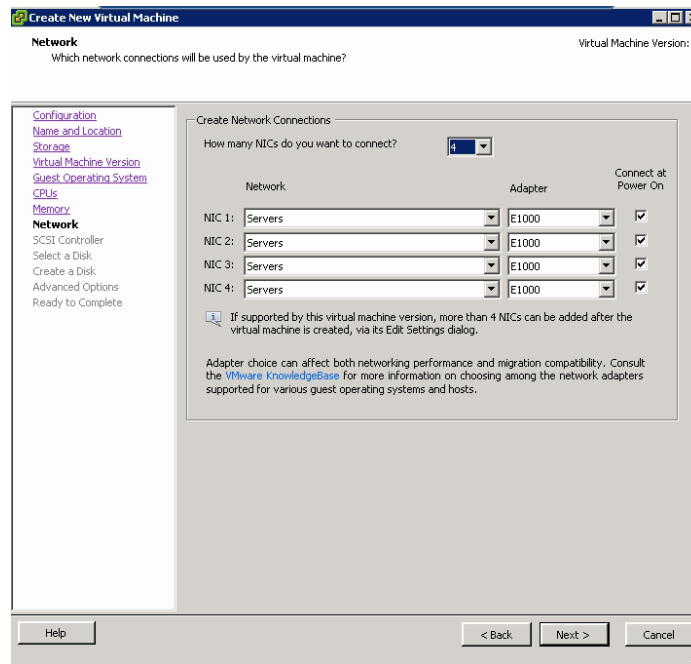 Create New Virtual Machine
Network
Which network connections will be used by the virtual machine?
Virtual Machine Version:
Configuration
Name and Location
Storage
Virtual Machine Version
Guest Operating System
CPUs
Memory
Network
SCSI Controller
Select a Disk
Create a Disk
Advanced Options
Ready to Complete
Create Network Connections
How many NICs do you want to connect? 4
Network Adapter Connect at
Power On
NIC 1: Servers E1000
NIC 2: Servers E1000
NIC 3: Servers E1000
NIC 4: Servers E1000
If supported by this virtual machine version, more than 4 NICs can be added after the
virtual machine is created, via its Edit Settings dialog.
Adapter choice can affect both networking performance and migration compatibility. Consult
the VMware KnowledgeBase for more information on choosing among the network adapters
supported for various guest operating systems and hosts.
Help < Back Next > Cancel